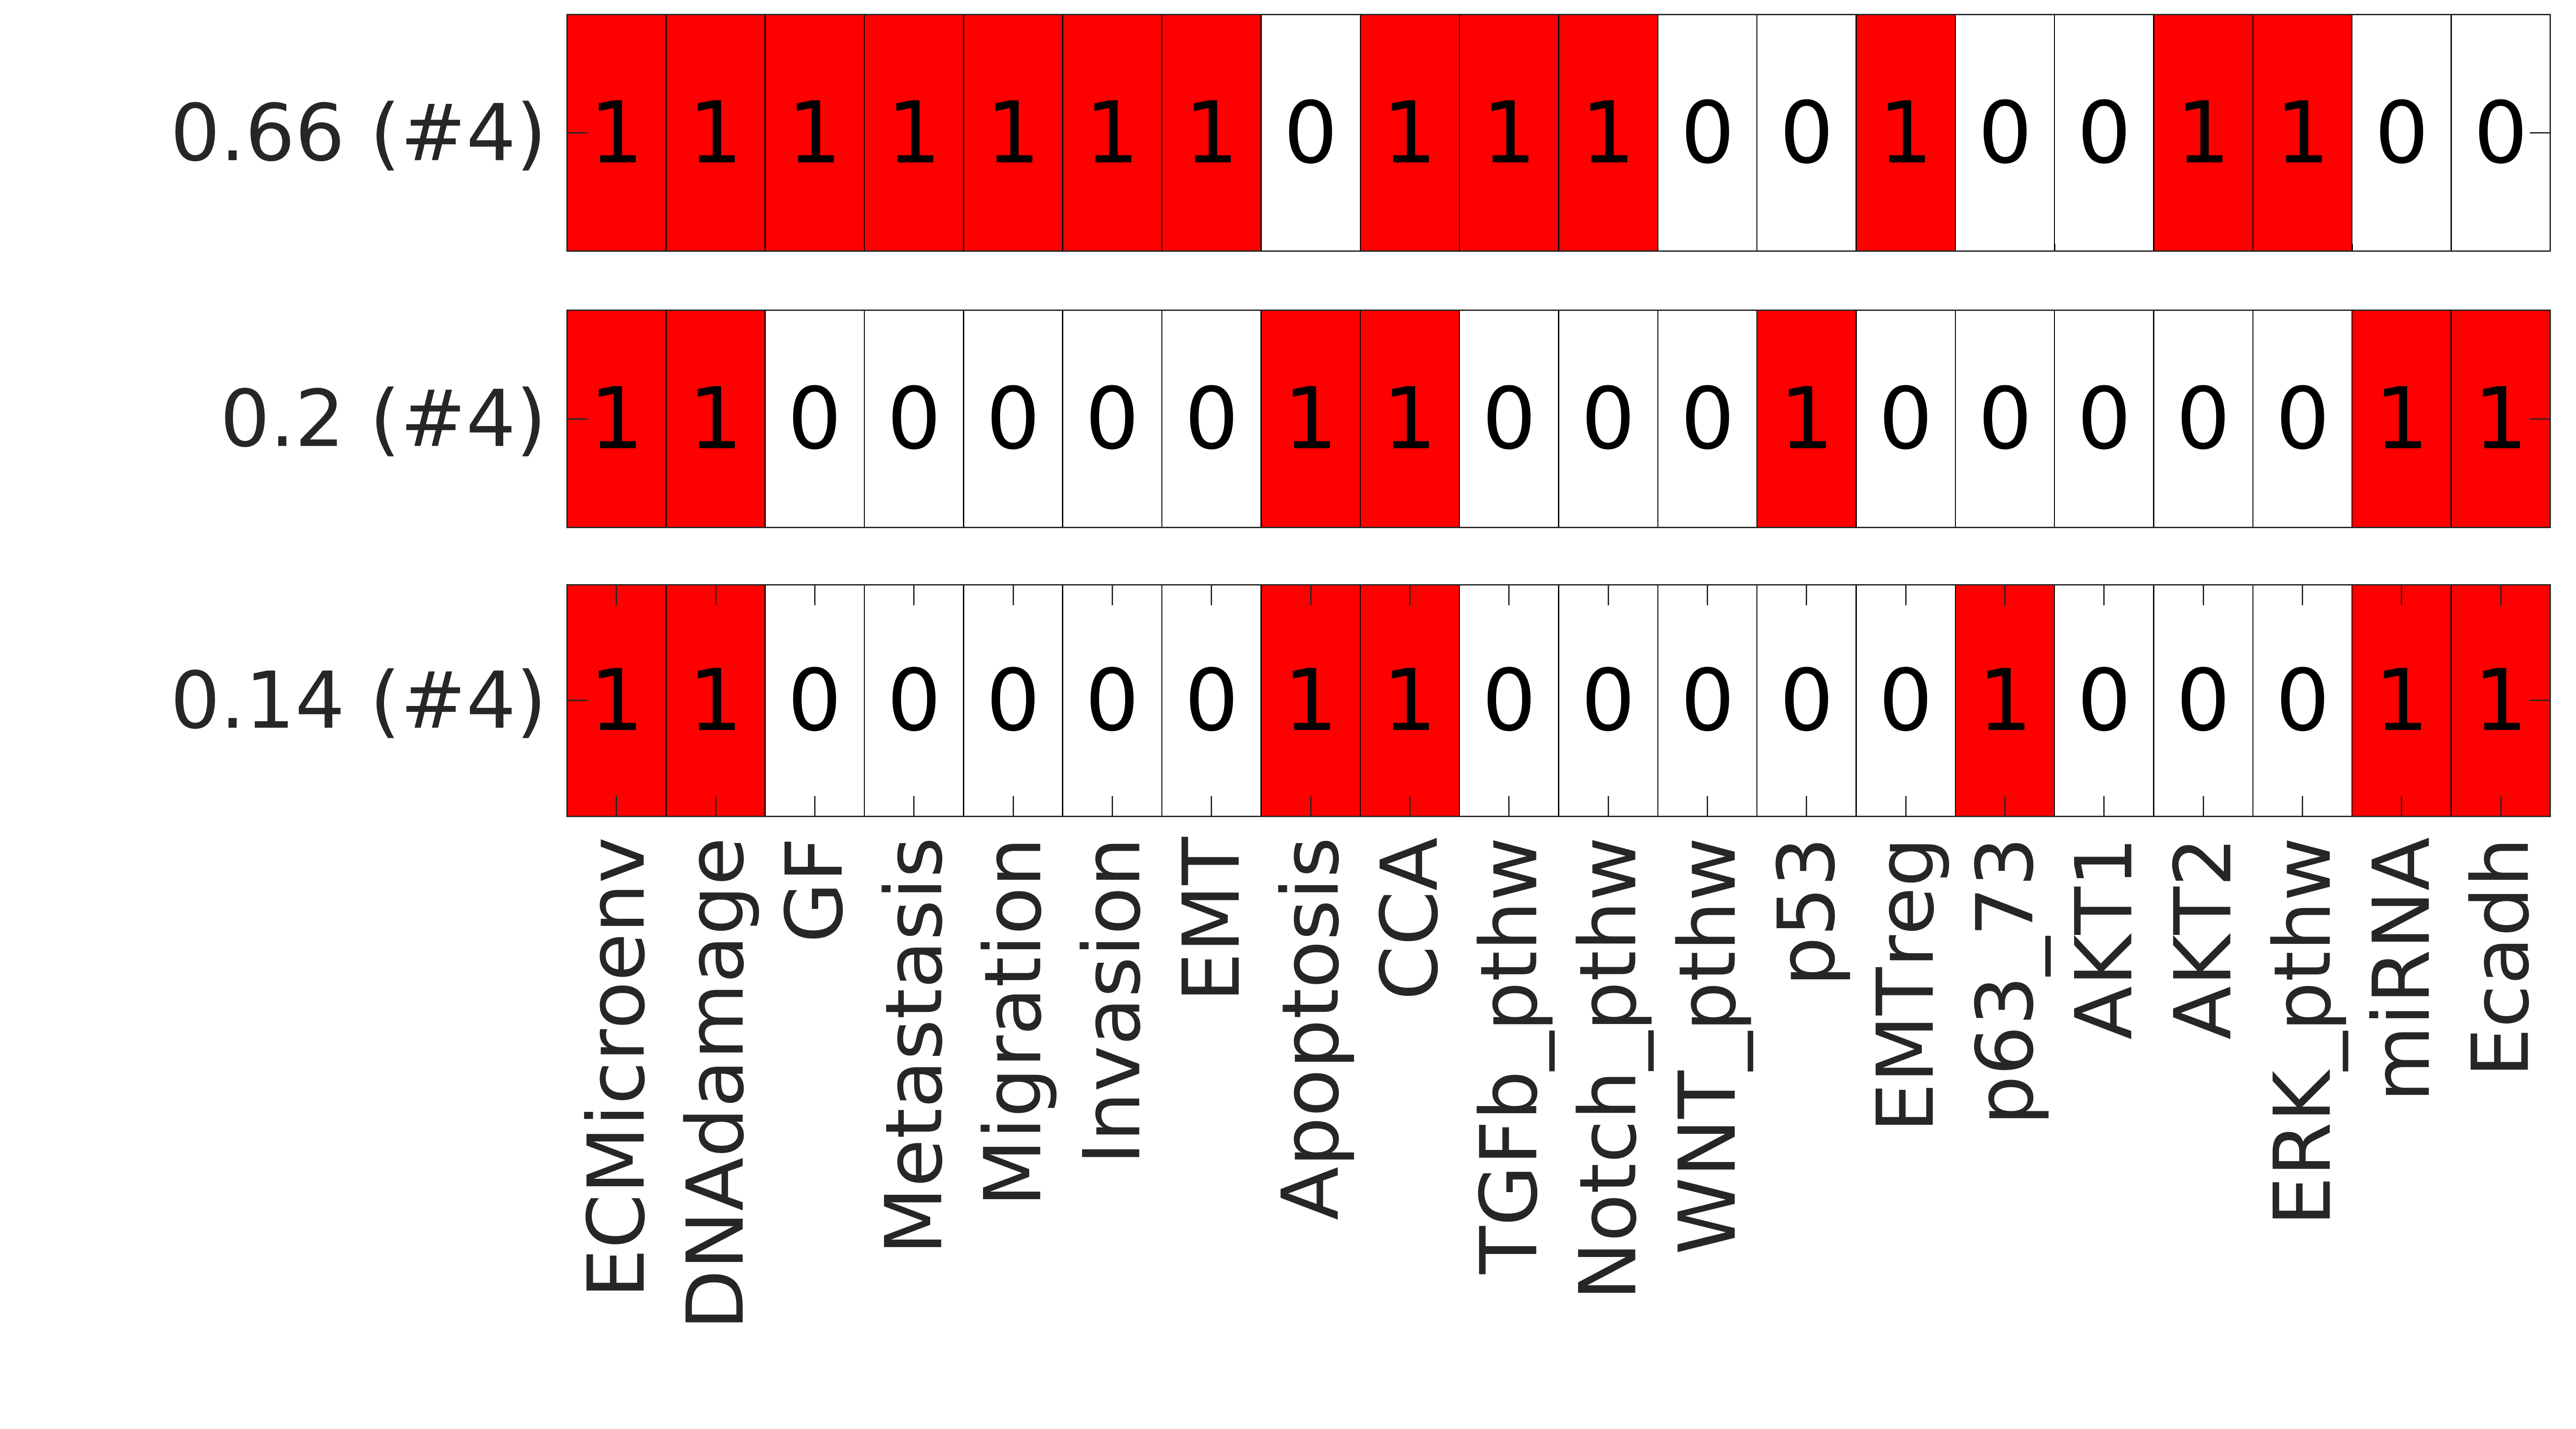 0.66 (#4) 1 1 1 1 1 1 1 0 1 1 1 0 0 1 0 0 1 1 0 0
0.2 (#4) 1 1 0 0 0 0 0 1 1 0 0 0 1 0 0 0 0 0 1 1
0.14 (#4) 1 1 0 0 0 0 0 1 1 0 0 0 0 0 1 0 0 0 1 1
ECMicroenv
DNAdamage
GF
Metastasis
Migration
Invasion
EMT
Apoptosis
CCA
TGFb_pthw
Notch_pthw
WNT_pthw
p53
EMTreg
p63_73
AKT1
AKT2
ERK_pthw
miRNA
Ecadh